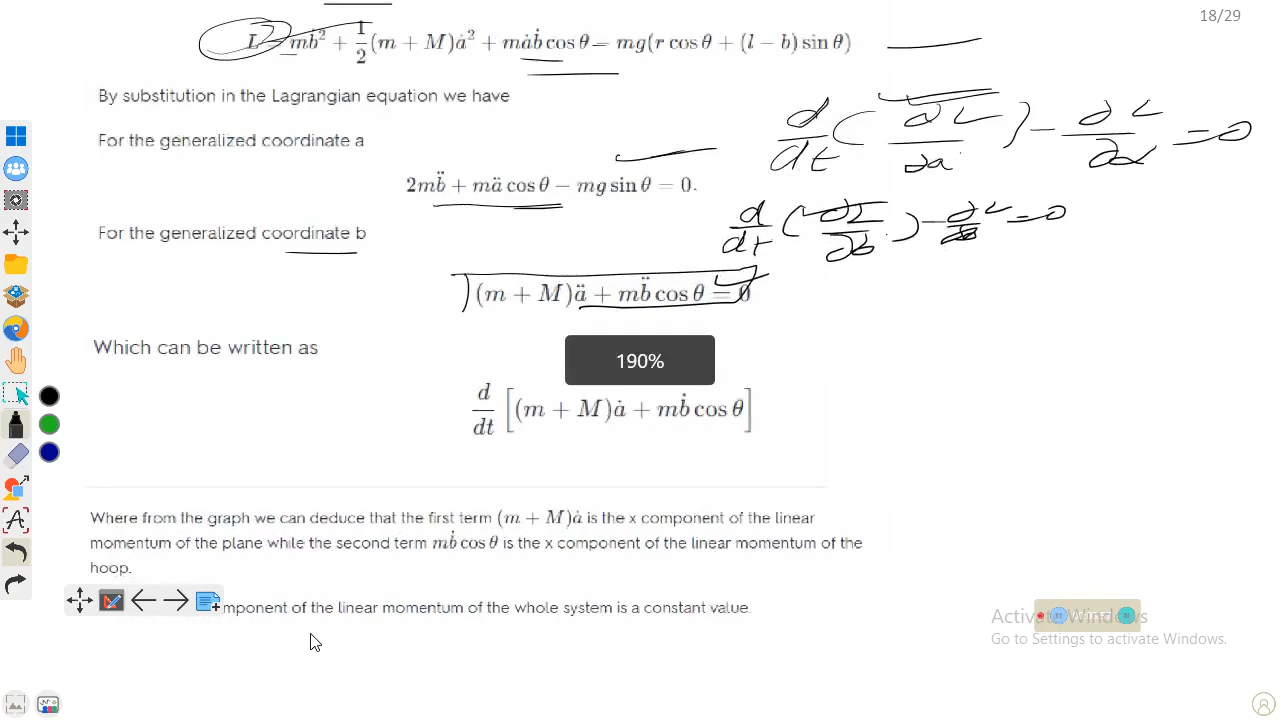 18/29
L = mḃ² + 1/2 (m + M)ȧ² + mȧḃ cos θ − mg(r cos θ + (l − b) sin θ)
By substitution in the Lagrangian equation we have
d/dt (∂L/∂ȧ) − ∂L/∂a = 0
For the generalized coordinate a
2mb̈ + mä cos θ − mg sin θ = 0.
d/dt (∂L/∂ḃ) − ∂L/∂b = 0
For the generalized coordinate b
(m + M)ä + mb̈ cos θ = 0
Which can be written as
190%
d/dt [(m + M)ȧ + mḃ cos θ]
Where from the graph we can deduce that the first term (m + M)ȧ is the x component of the linear
momentum of the plane while the second term mḃ cos θ is the x component of the linear momentum of the
hoop.
mponent of the linear momentum of the whole system is a constant value.
Activate Windows
Go to Settings to activate Windows.